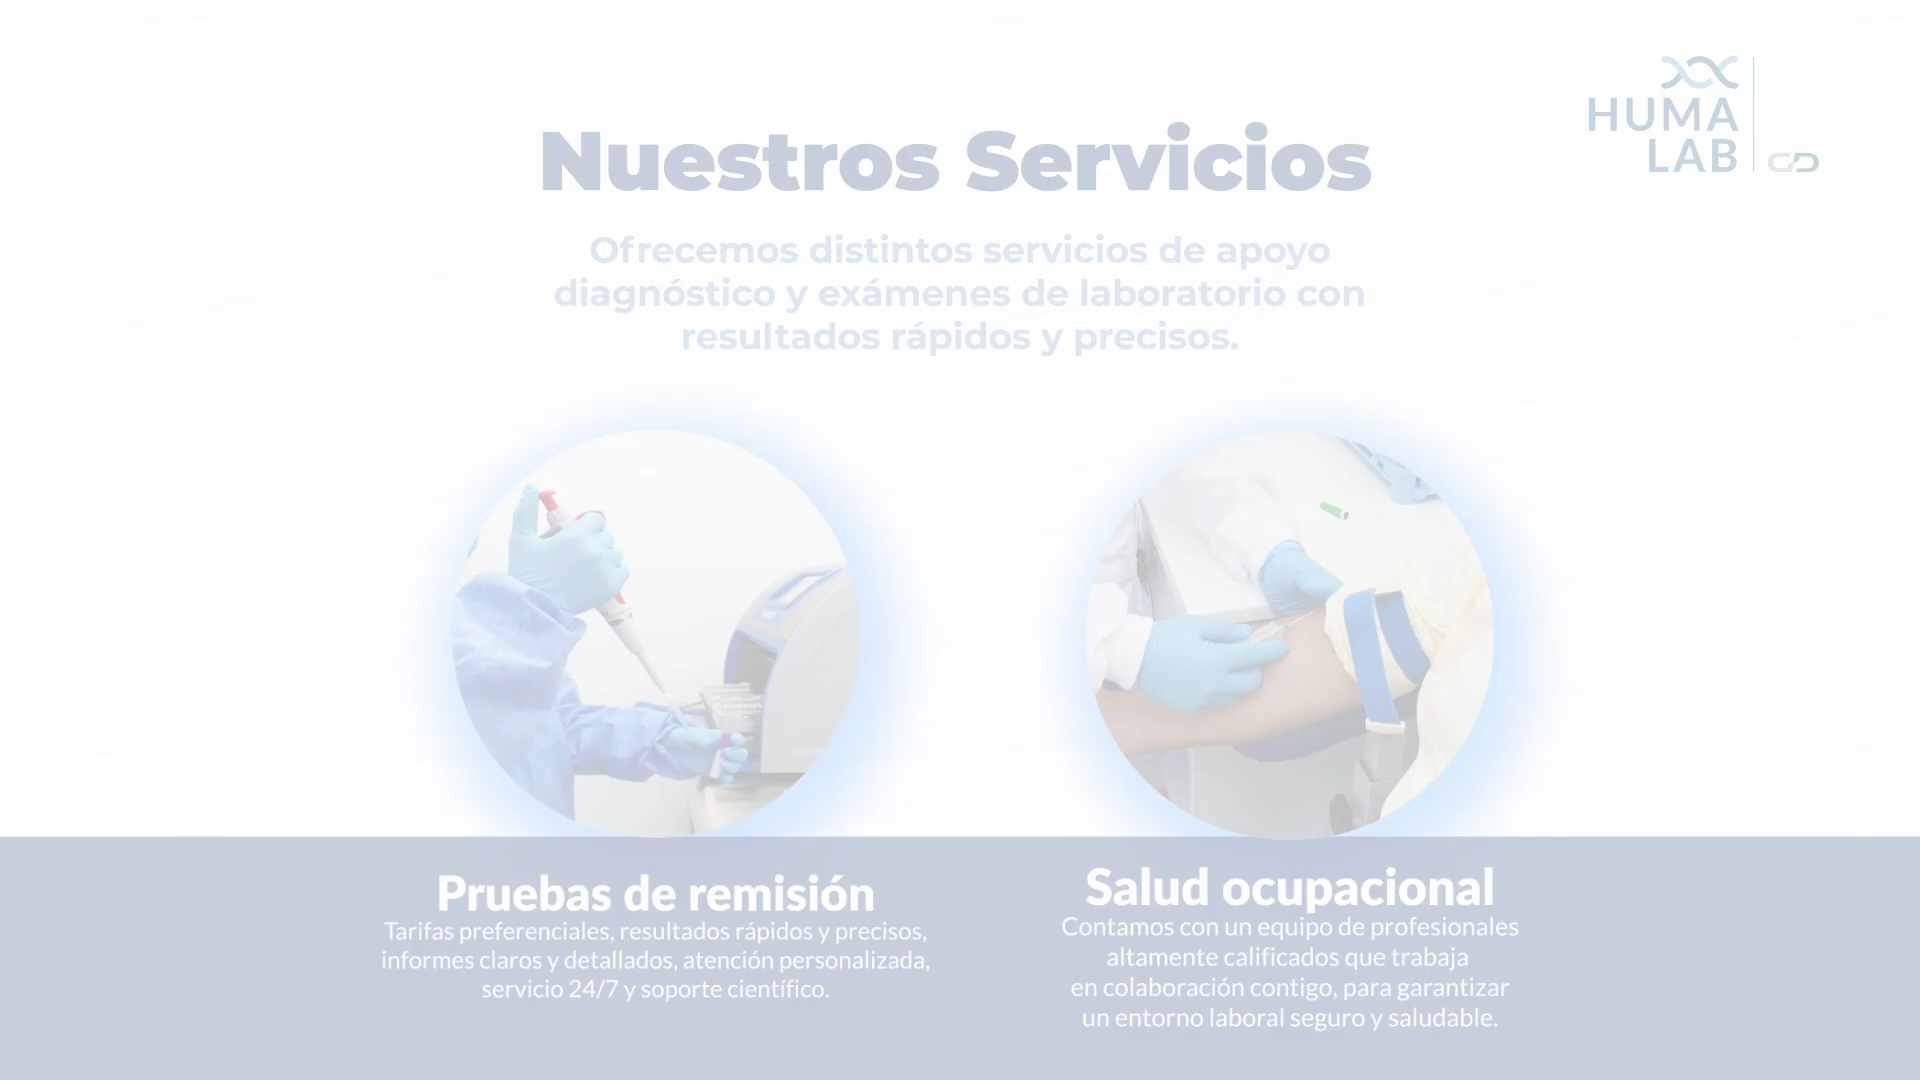 HUMA
LAB
GD
Nuestros Servicios
Ofrecemos distintos servicios de apoyo
diagnóstico y exámenes de laboratorio con
resultados rápidos y precisos.
Pruebas de remisión
Tarifas preferenciales, resultados rápidos y precisos,
informes claros y detallados, atención personalizada,
servicio 24/7 y soporte científico.
Salud ocupacional
Contamos con un equipo de profesionales
altamente calificados que trabaja
en colaboración contigo, para garantizar
un entorno laboral seguro y saludable.